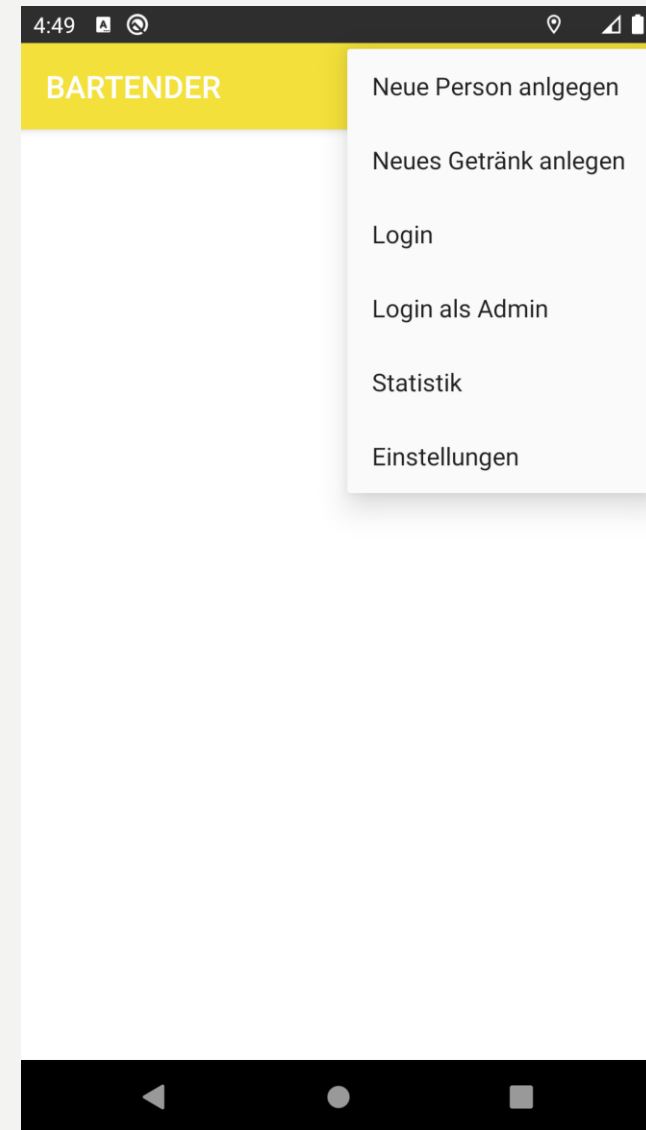 4:49
BARTENDER
Neue Person anlgegen
Neues Getränk anlegen
Login
Login als Admin
Statistik
Einstellungen